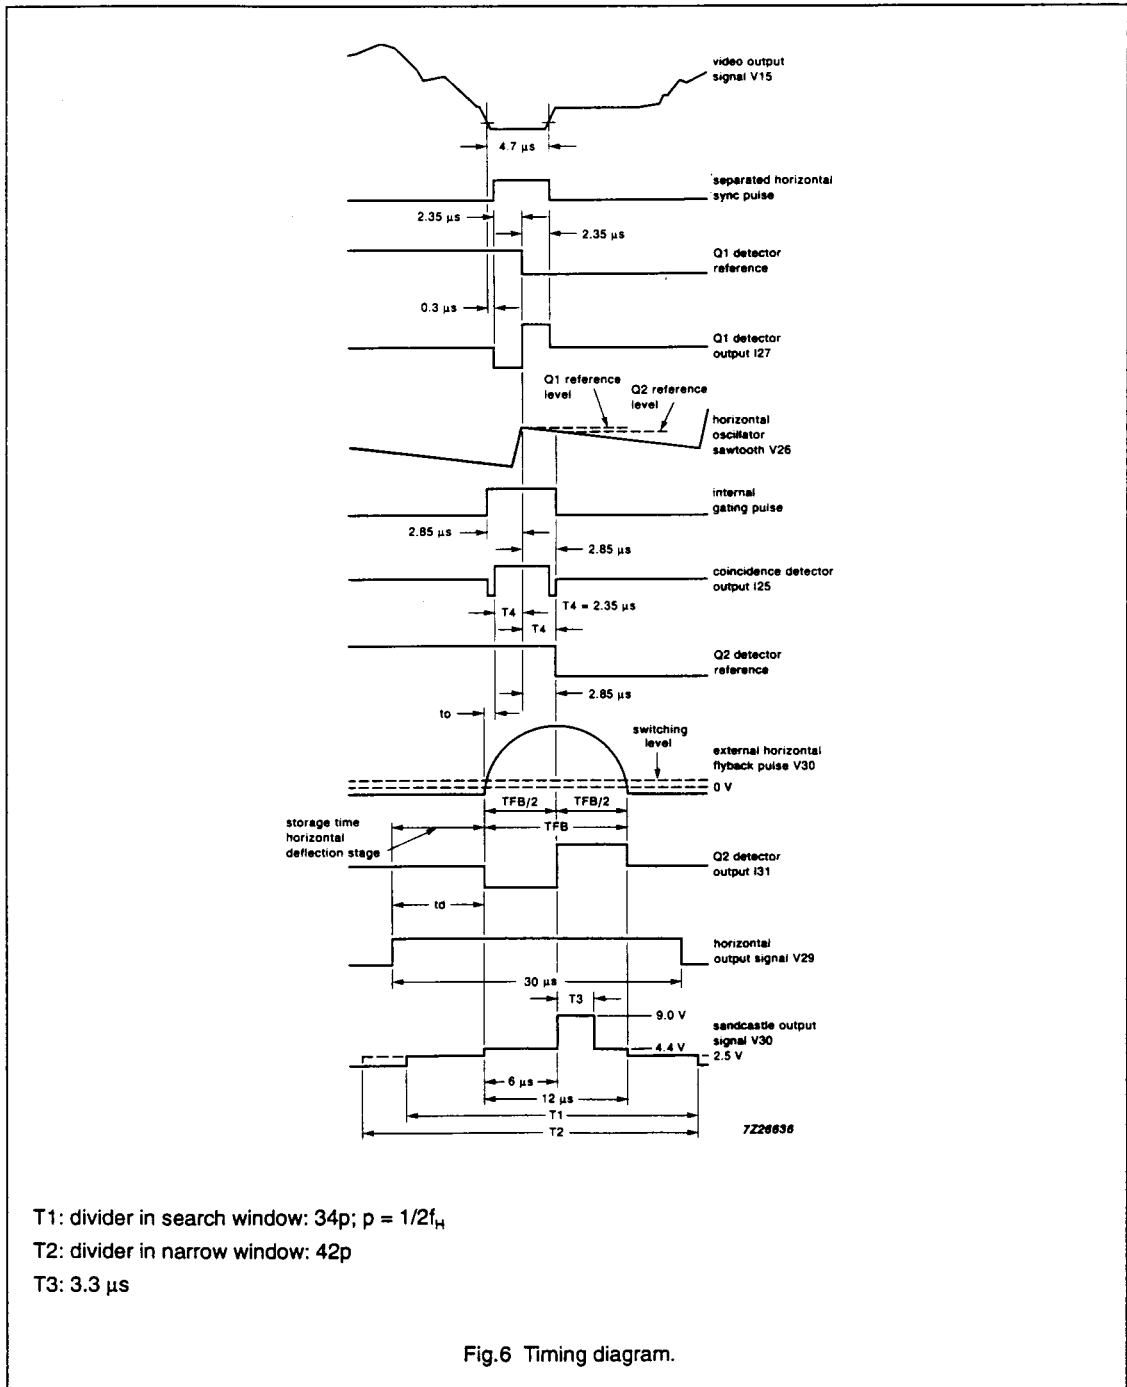 video output
signal V15
4.7 µs
separated horizontal
sync pulse
2.35 µs
2.35 µs
Q1 detector
reference
0.3 µs
Q1 detector
output I27
Q1 reference
level
Q2 reference
level
horizontal
oscillator
sawtooth V26
internal
gating pulse
2.85 µs
2.85 µs
coincidence detector
output I25
T4
T4 = 2.35 µs
T4
Q2 detector
reference
2.85 µs
to
switching
level
external horizontal
flyback pulse V30
0 V
TFB/2
TFB/2
storage time
horizontal
deflection stage
TFB
Q2 detector
output I31
td
horizontal
output signal V29
30 µs
T3
9.0 V
sandcastle output
signal V30
4.4 V
2.5 V
6 µs
12 µs
T1
T2
7Z26636
T1: divider in search window: 34p; p = 1/2fH
T2: divider in narrow window: 42p
T3: 3.3 µs
Fig.6 Timing diagram.